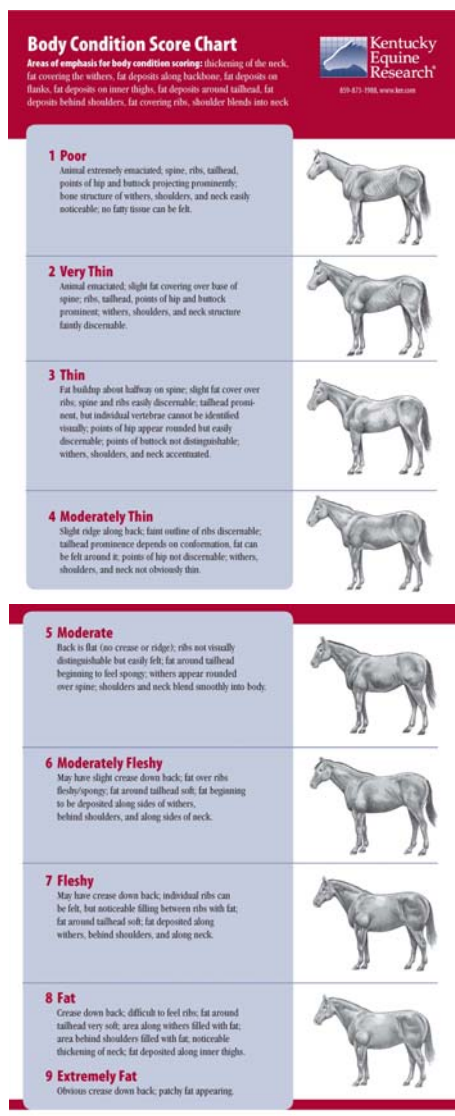 Body Condition Score Chart
Areas of emphasis for body condition scoring: thickening of the neck,
fat covering the withers, fat deposits along backbone, fat deposits on
flanks, fat deposits on inner thighs, fat deposits around tailhead, fat
deposits behind shoulders, fat covering ribs, shoulder blends into neck
Kentucky
Equine
Research®
859-873-1988, www.ker.com
1 Poor
Animal extremely emaciated; spine, ribs, tailhead,
points of hip and buttock projecting prominently;
bone structure of withers, shoulders, and neck easily
noticeable; no fatty tissue can be felt.
2 Very Thin
Animal emaciated; slight fat covering over base of
spine; ribs, tailhead, points of hip and buttock
prominent; withers, shoulders, and neck structure
faintly discernable.
3 Thin
Fat buildup about halfway on spine; slight fat cover over
ribs; spine and ribs easily discernable; tailhead promi-
nent, but individual vertebrae cannot be identified
visually; points of hip appear rounded but easily
discernable; points of buttock not distinguishable;
withers, shoulders, and neck accentuated.
4 Moderately Thin
Slight ridge along back; faint outline of ribs discernable;
tailhead prominence depends on conformation, fat can
be felt around it; points of hip not discernable; withers,
shoulders, and neck not obviously thin.
5 Moderate
Back is flat (no crease or ridge); ribs not visually
distinguishable but easily felt; fat around tailhead
beginning to feel spongy; withers appear rounded
over spine; shoulders and neck blend smoothly into body.
6 Moderately Fleshy
May have slight crease down back; fat over ribs
fleshy/spongy; fat around tailhead soft; fat beginning
to be deposited along sides of withers,
behind shoulders, and along sides of neck.
7 Fleshy
May have crease down back; individual ribs can
be felt, but noticeable filling between ribs with fat;
fat around tailhead soft; fat deposited along
withers, behind shoulders, and along neck.
8 Fat
Crease down back; difficult to feel ribs; fat around
tailhead very soft; area along withers filled with fat;
area behind shoulders filled with fat; noticable
thickening of neck; fat deposited along inner thighs.
9 Extremely Fat
Obvious crease down back; patchy fat appearing